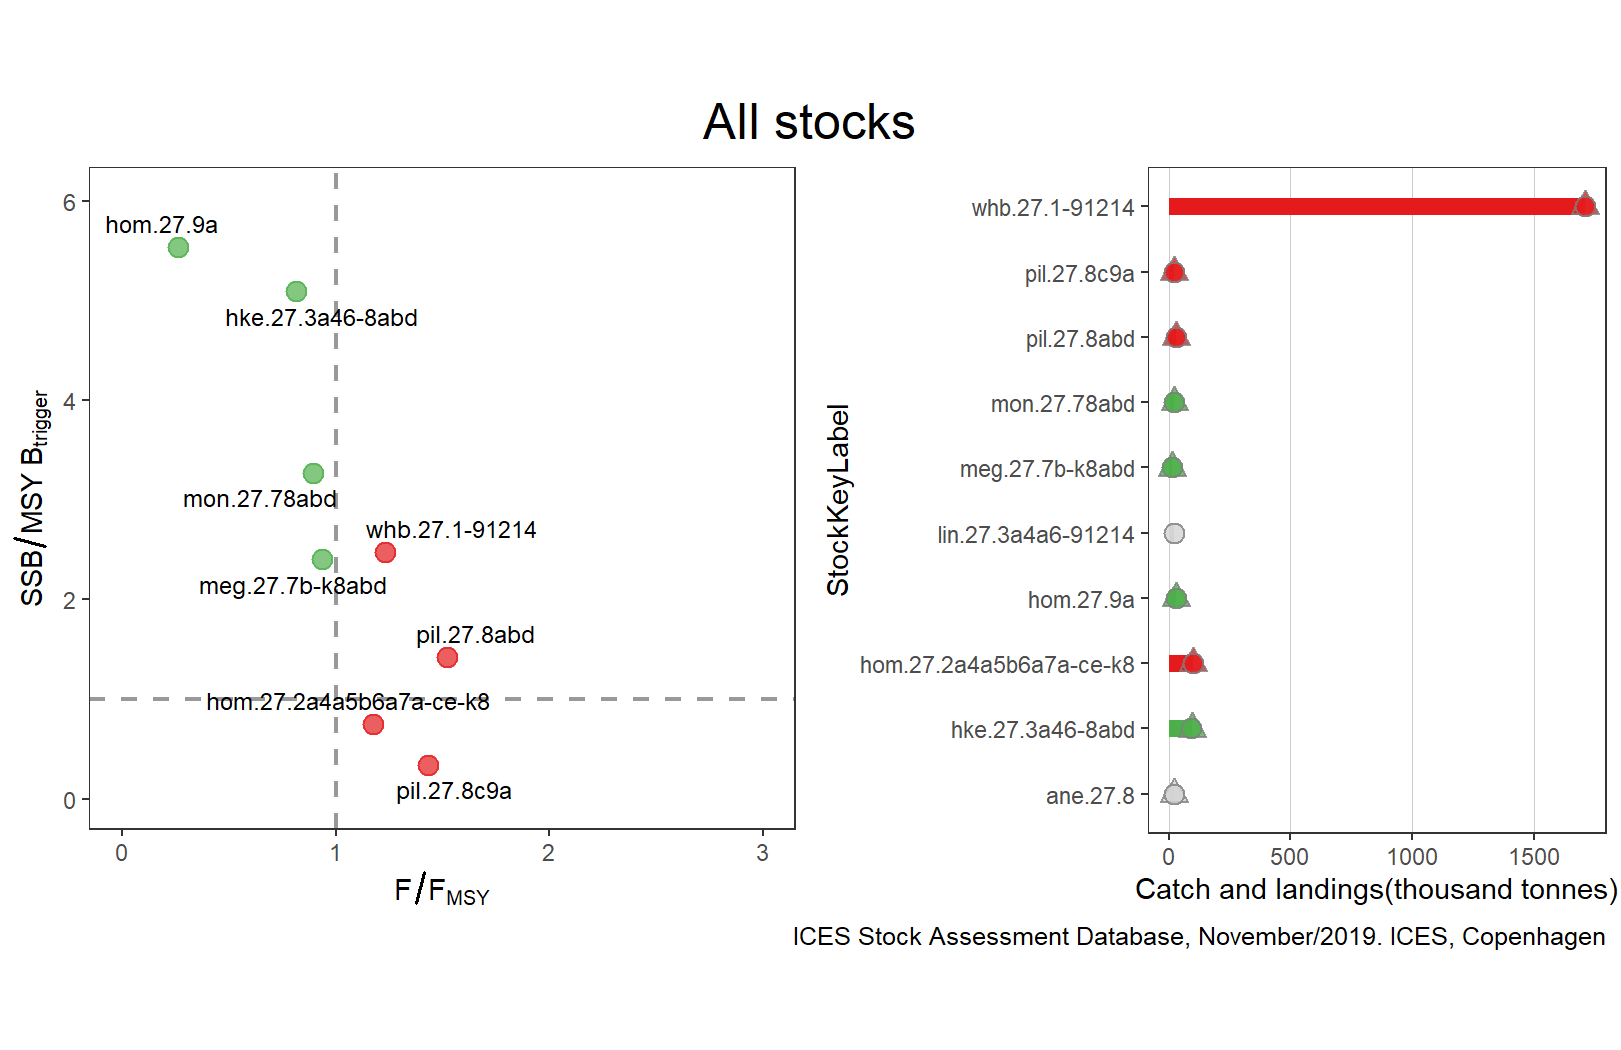 All stocks
6
4
2
0
SSB/MSY Btrigger
hom.27.9a
hke.27.3a46-8abd
mon.27.78abd
whb.27.1-91214
meg.27.7b-k8abd
pil.27.8abd
hom.27.2a4a5b6a7a-ce-k8
pil.27.8c9a
0 1 2 3
F/FMSY
StockKeyLabel
whb.27.1-91214
pil.27.8c9a
pil.27.8abd
mon.27.78abd
meg.27.7b-k8abd
lin.27.3a4a6-91214
hom.27.9a
hom.27.2a4a5b6a7a-ce-k8
hke.27.3a46-8abd
ane.27.8
0 500 1000 1500
Catch and landings(thousand tonnes)
ICES Stock Assessment Database, November/2019. ICES, Copenhagen